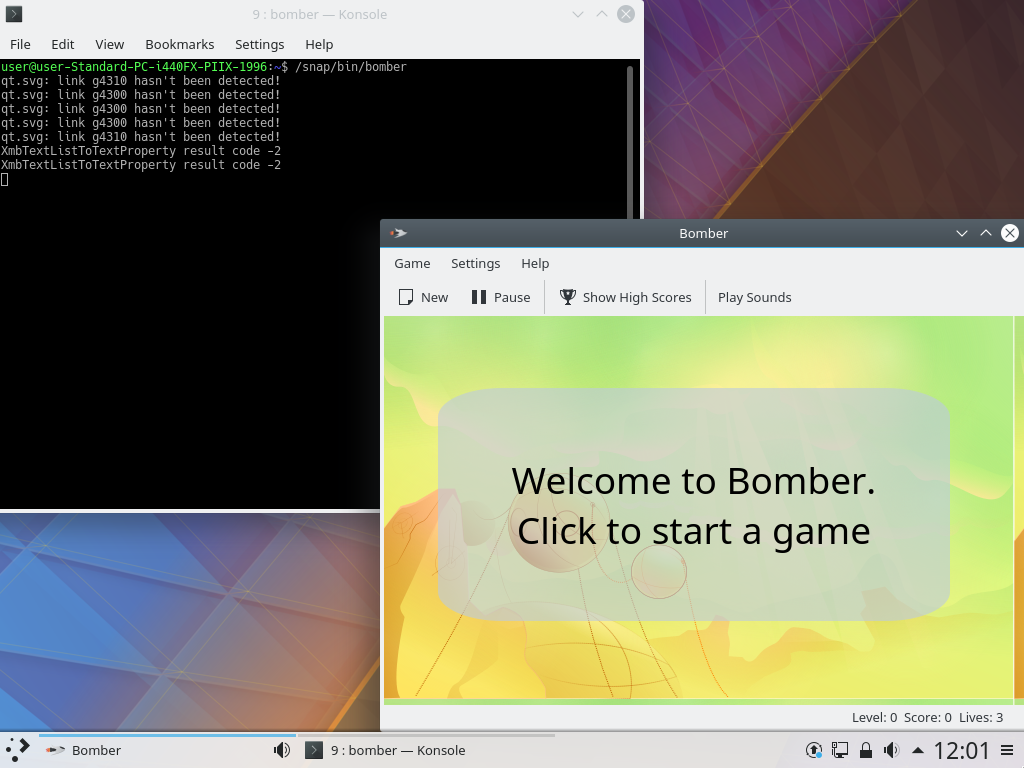 9 : bomber — Konsole
File Edit View Bookmarks Settings Help
user@user-Standard-PC-i440FX-PIIX-1996:~$ /snap/bin/bomber
qt.svg: link g4310 hasn't been detected!
qt.svg: link g4300 hasn't been detected!
qt.svg: link g4300 hasn't been detected!
qt.svg: link g4300 hasn't been detected!
qt.svg: link g4310 hasn't been detected!
XmbTextListToTextProperty result code -2
XmbTextListToTextProperty result code -2
Bomber
Game Settings Help
New Pause Show High Scores Play Sounds
Welcome to Bomber.
Click to start a game
Level: 0 Score: 0 Lives: 3
Bomber 9 : bomber — Konsole 12:01